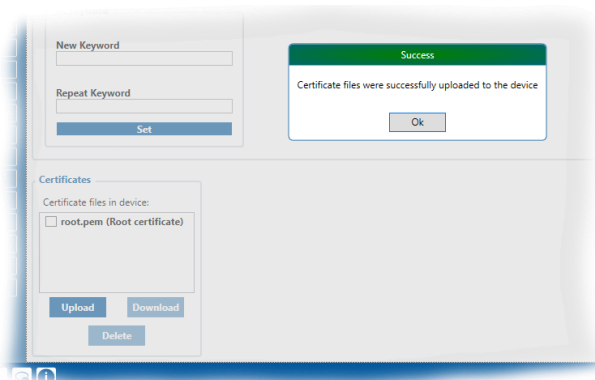 New Keyword
Repeat Keyword
Set
Success
Certificate files were successfully uploaded to the device
Ok
Certificates
Certificate files in device:
root.pem (Root certificate)
Upload Download
Delete